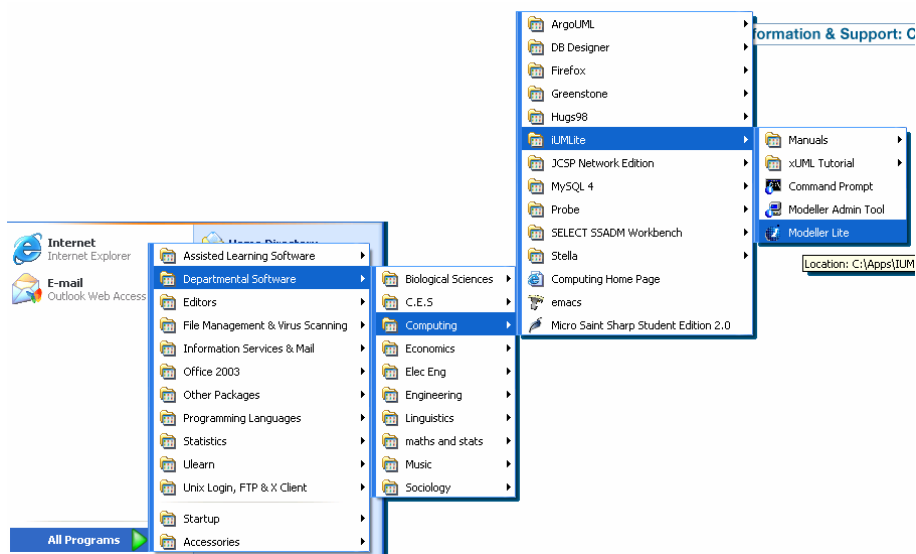 ArgoUML
DB Designer
Firefox
Greenstone
Hugs98
iUMLite
JCSP Network Edition
MySQL 4
Probe
SELECT SSADM Workbench
Stella
Computing Home Page
emacs
Micro Saint Sharp Student Edition 2.0
formation & Support: C
Manuals
xUML Tutorial
Command Prompt
Modeller Admin Tool
Modeller Lite
Location: C:\Apps\IUM
Internet
Internet Explorer
E-mail
Outlook Web Access
Home Directory
Assisted Learning Software
Departmental Software
Editors
File Management & Virus Scanning
Information Services & Mail
Office 2003
Other Packages
Programming Languages
Statistics
Ulearn
Unix Login, FTP & X Client
Startup
Accessories
Biological Sciences
C.E.S
Computing
Economics
Elec Eng
Engineering
Linguistics
maths and stats
Music
Sociology
All Programs